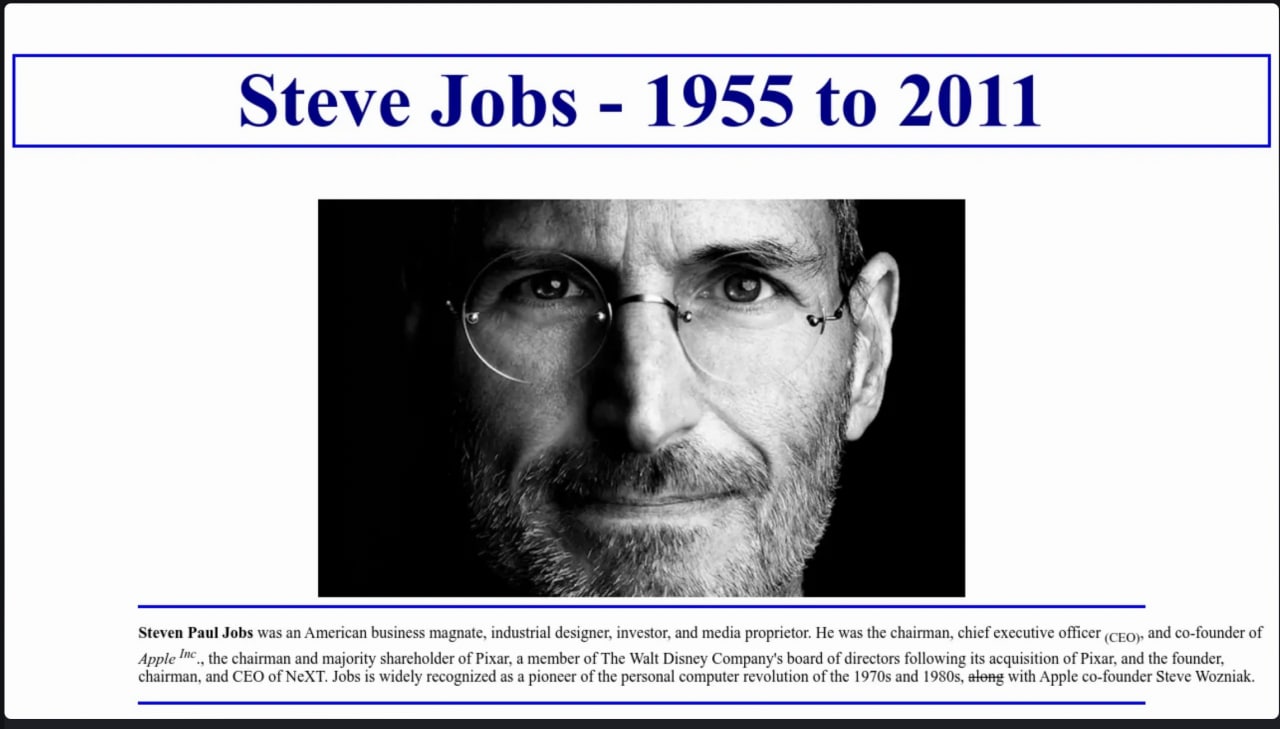 Steve Jobs - 1955 to 2011
Steven Paul Jobs was an American business magnate, industrial designer, investor, and media proprietor. He was the chairman, chief executive officer (CEO), and co-founder of
Apple Inc., the chairman and majority shareholder of Pixar, a member of The Walt Disney Company's board of directors following its acquisition of Pixar, and the founder,
chairman, and CEO of NeXT. Jobs is widely recognized as a pioneer of the personal computer revolution of the 1970s and 1980s, along with Apple co-founder Steve Wozniak.